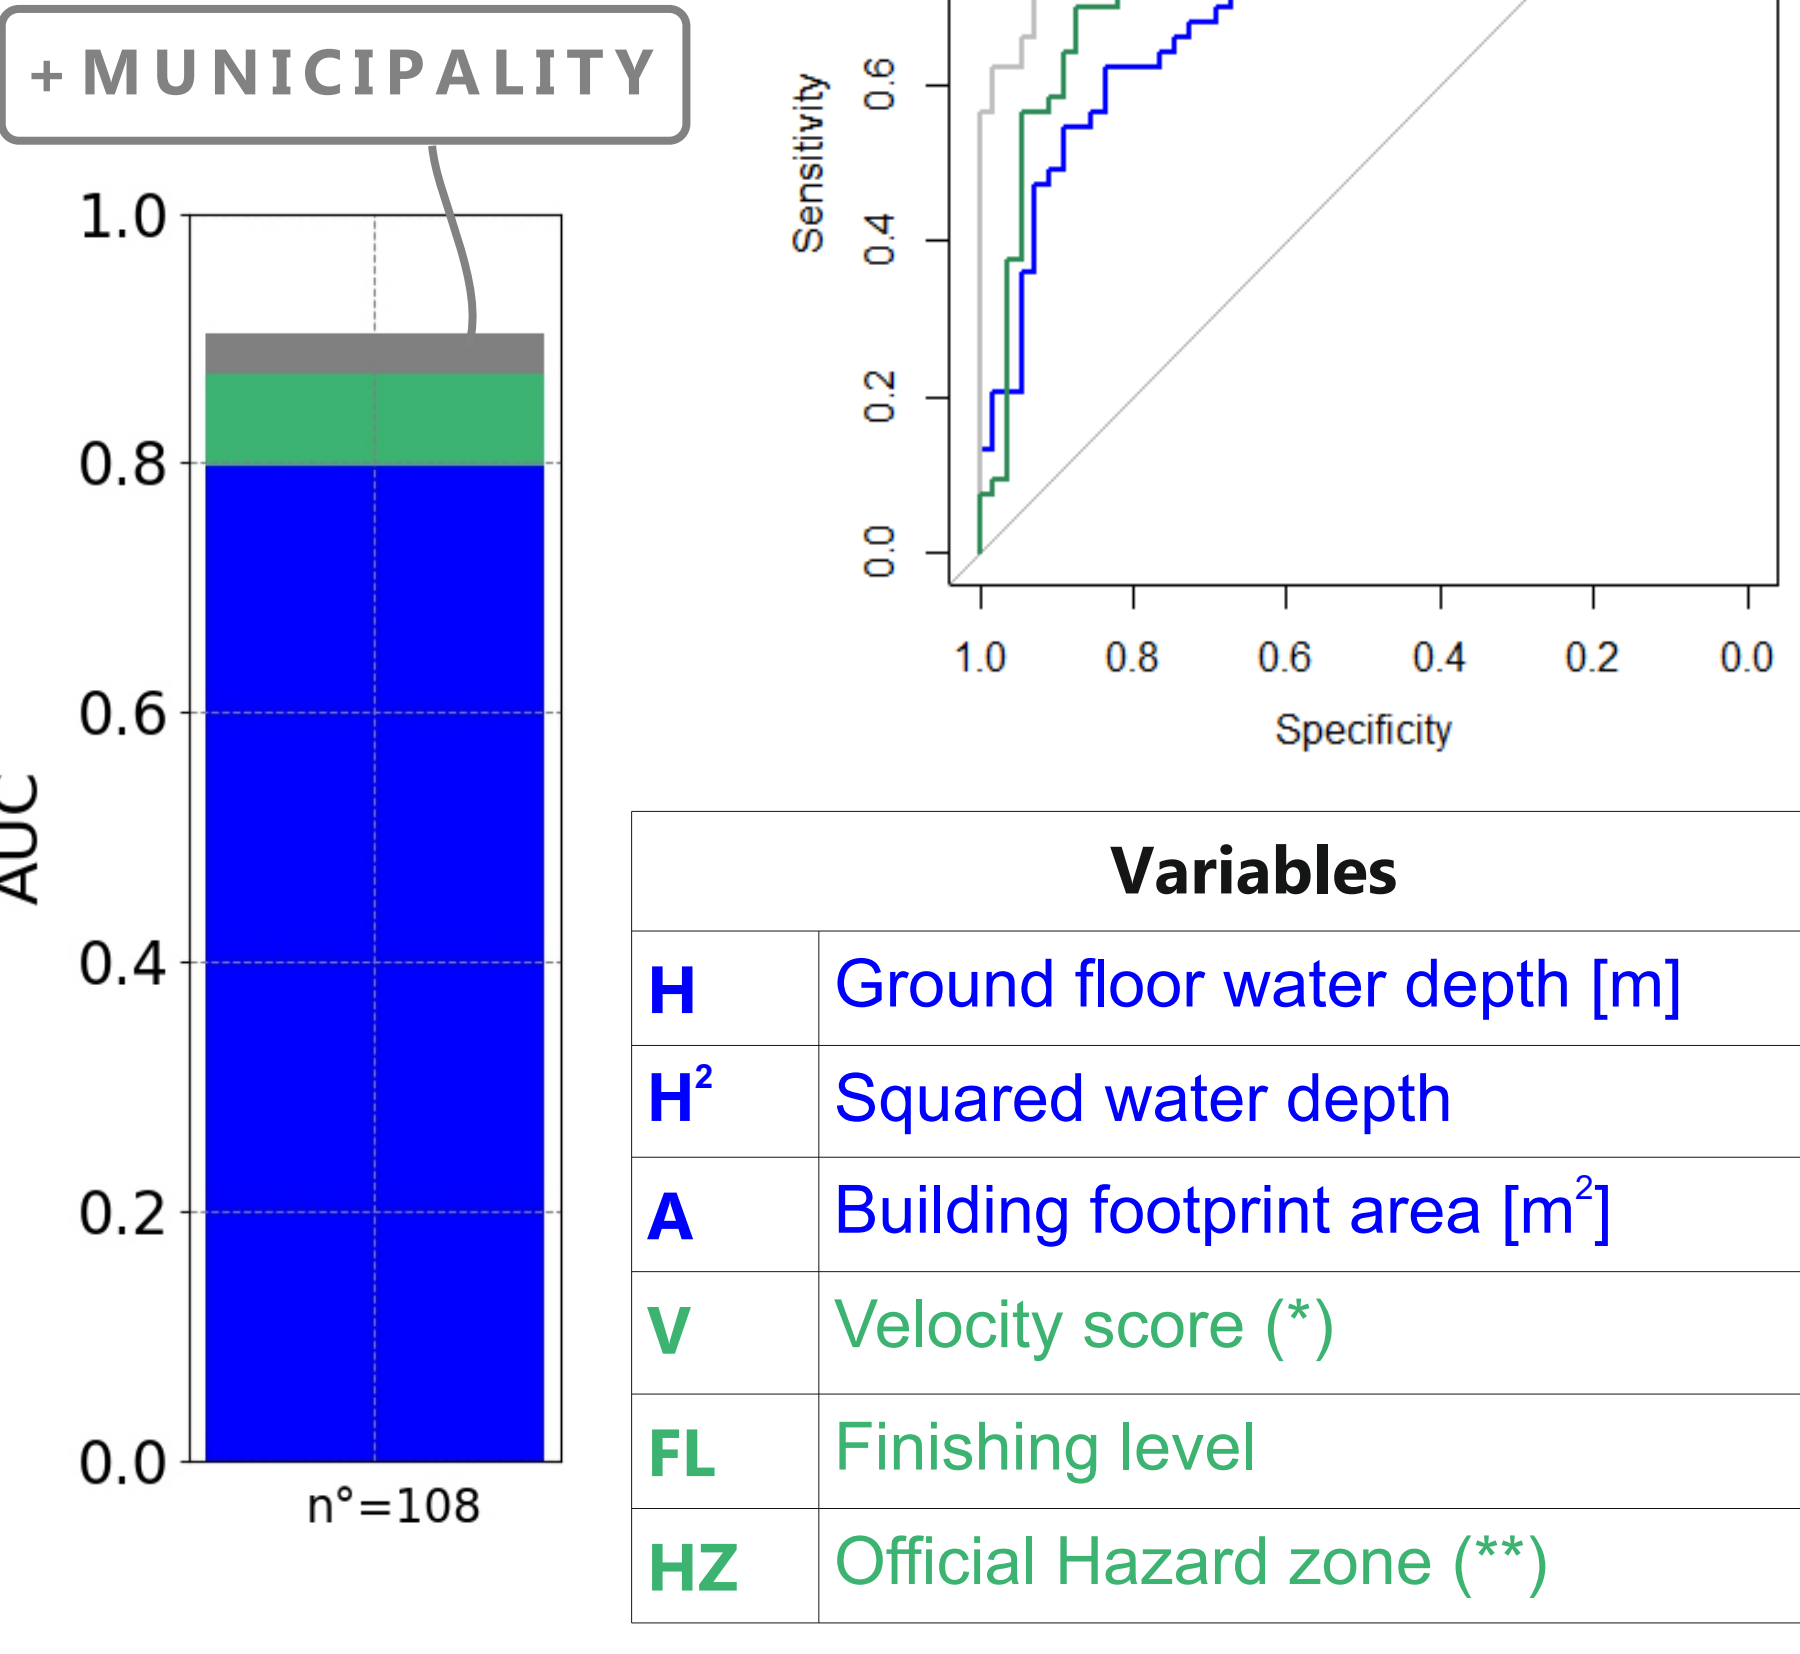 +MUNICIPALITY
1.0
0.8
0.6
0.4
0.2
0.0
AUC
n°=108
Sensitivity
0.6
0.4
0.2
0.0
1.0 0.8 0.6 0.4 0.2 0.0
Specificity
Variables
H Ground floor water depth [m]
H² Squared water depth
A Building footprint area [m²]
V Velocity score (*)
FL Finishing level
HZ Official Hazard zone (**)